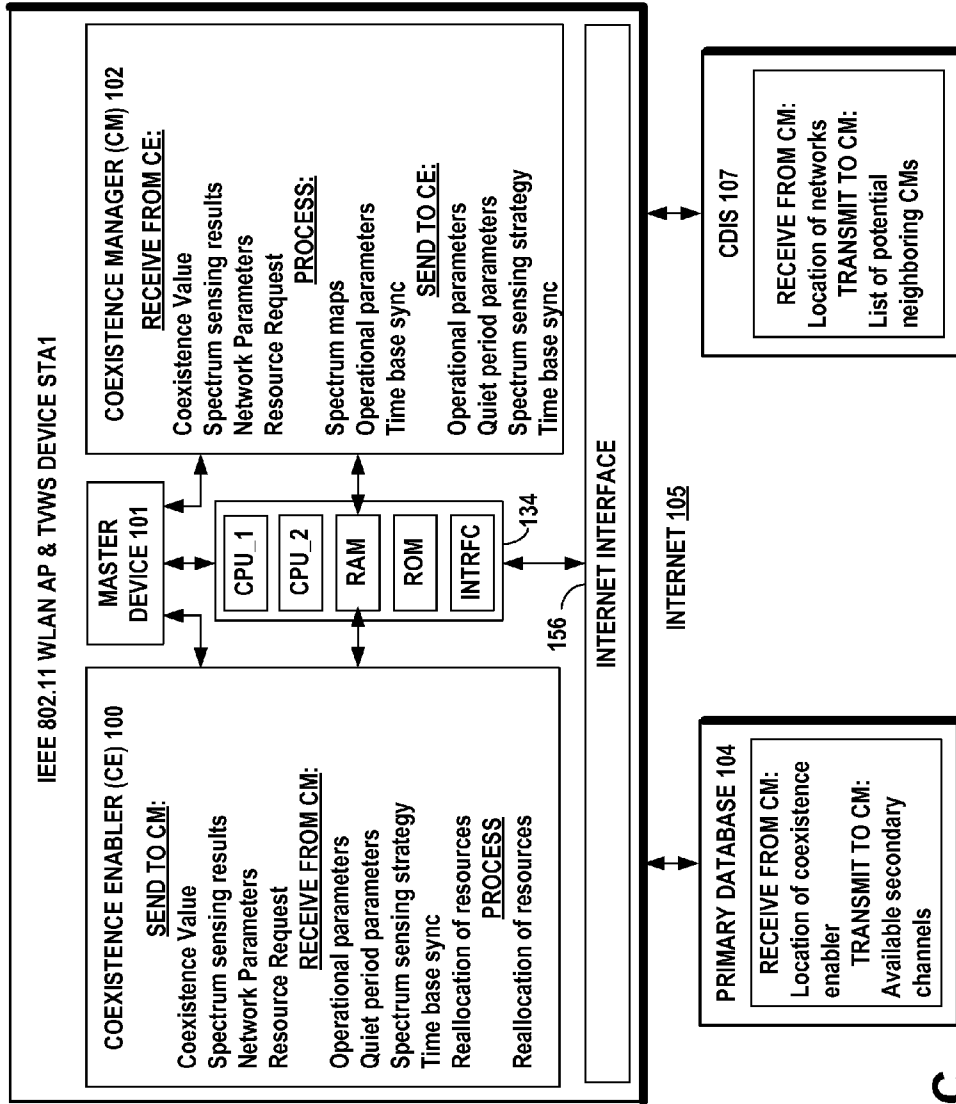 IEEE 802.11 WLAN AP & TVWS DEVICE STA1
COEXISTENCE ENABLER (CE) 100
SEND TO CM:
Coexistence Value
Spectrum sensing results
Network Parameters
Resource Request
RECEIVE FROM CM:
Operational parameters
Quiet period parameters
Spectrum sensing strategy
Time base sync
Reallocation of resources
PROCESS
Reallocation of resources
MASTER
DEVICE 101
CPU_1
CPU_2
RAM
ROM
INTRFC
134
COEXISTENCE MANAGER (CM) 102
RECEIVE FROM CE:
Coexistence Value
Spectrum sensing results
Network Parameters
Resource Request
PROCESS:
Spectrum maps
Operational parameters
Time base sync
SEND TO CE:
Operational parameters
Quiet period parameters
Spectrum sensing strategy
Time base sync
156
INTERNET INTERFACE
INTERNET 105
PRIMARY DATABASE 104
RECEIVE FROM CM:
Location of coexistence
enabler
TRANSMIT TO CM:
Available secondary
channels
CDIS 107
RECEIVE FROM CM:
Location of networks
TRANSMIT TO CM:
List of potential
neighboring CMs